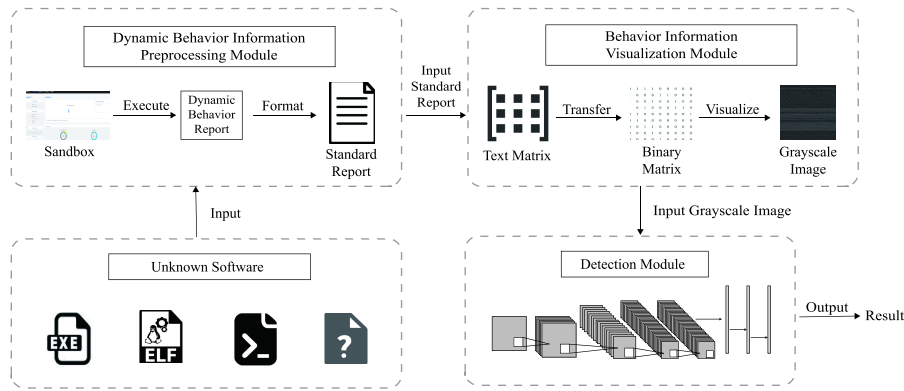 Dynamic Behavior Information
Preprocessing Module
Execute
Format
Dynamic
Behavior
Report
Sandbox
Standard
Report
Input
Standard
Report
Behavior Information
Visualization Module
Transfer
Visualize
Text Matrix
Binary
Matrix
Grayscale
Image
Input
Input Grayscale Image
Unknown Software
EXE
ELF
>_
?
Detection Module
Output
Result